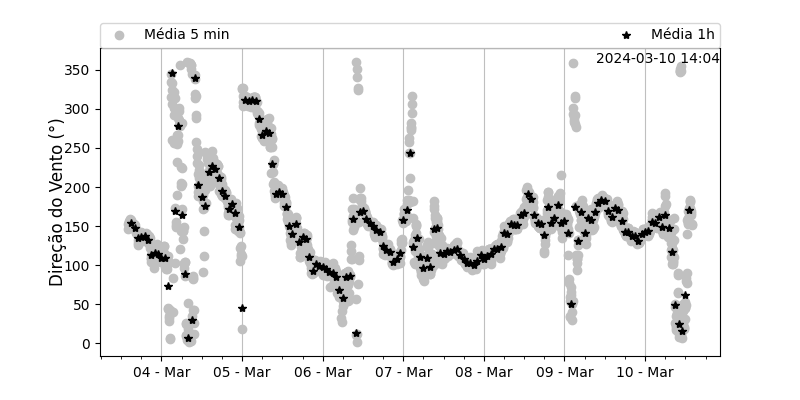 Média 5 min
Média 1h
2024-03-10 14:04
Direção do Vento (°)
350
300
250
200
150
100
50
0
04 - Mar
05 - Mar
06 - Mar
07 - Mar
08 - Mar
09 - Mar
10 - Mar